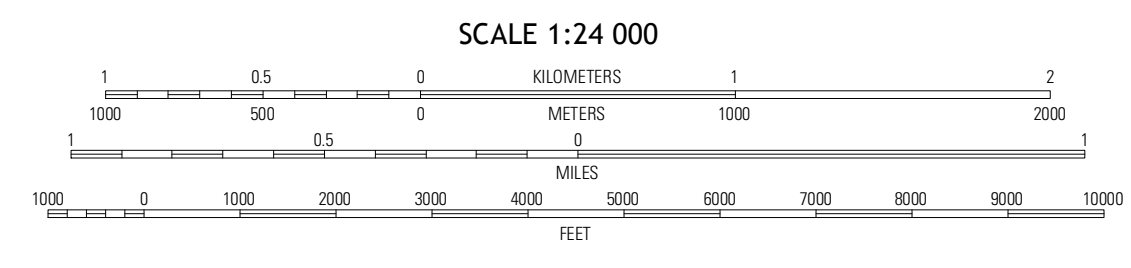 SCALE 1:24 000
1 0.5 0 KILOMETERS 1 2
1000 500 0 METERS 1000 2000
1 0.5 0 1
MILES
1000 0 1000 2000 3000 4000 5000 6000 7000 8000 9000 10000
FEET